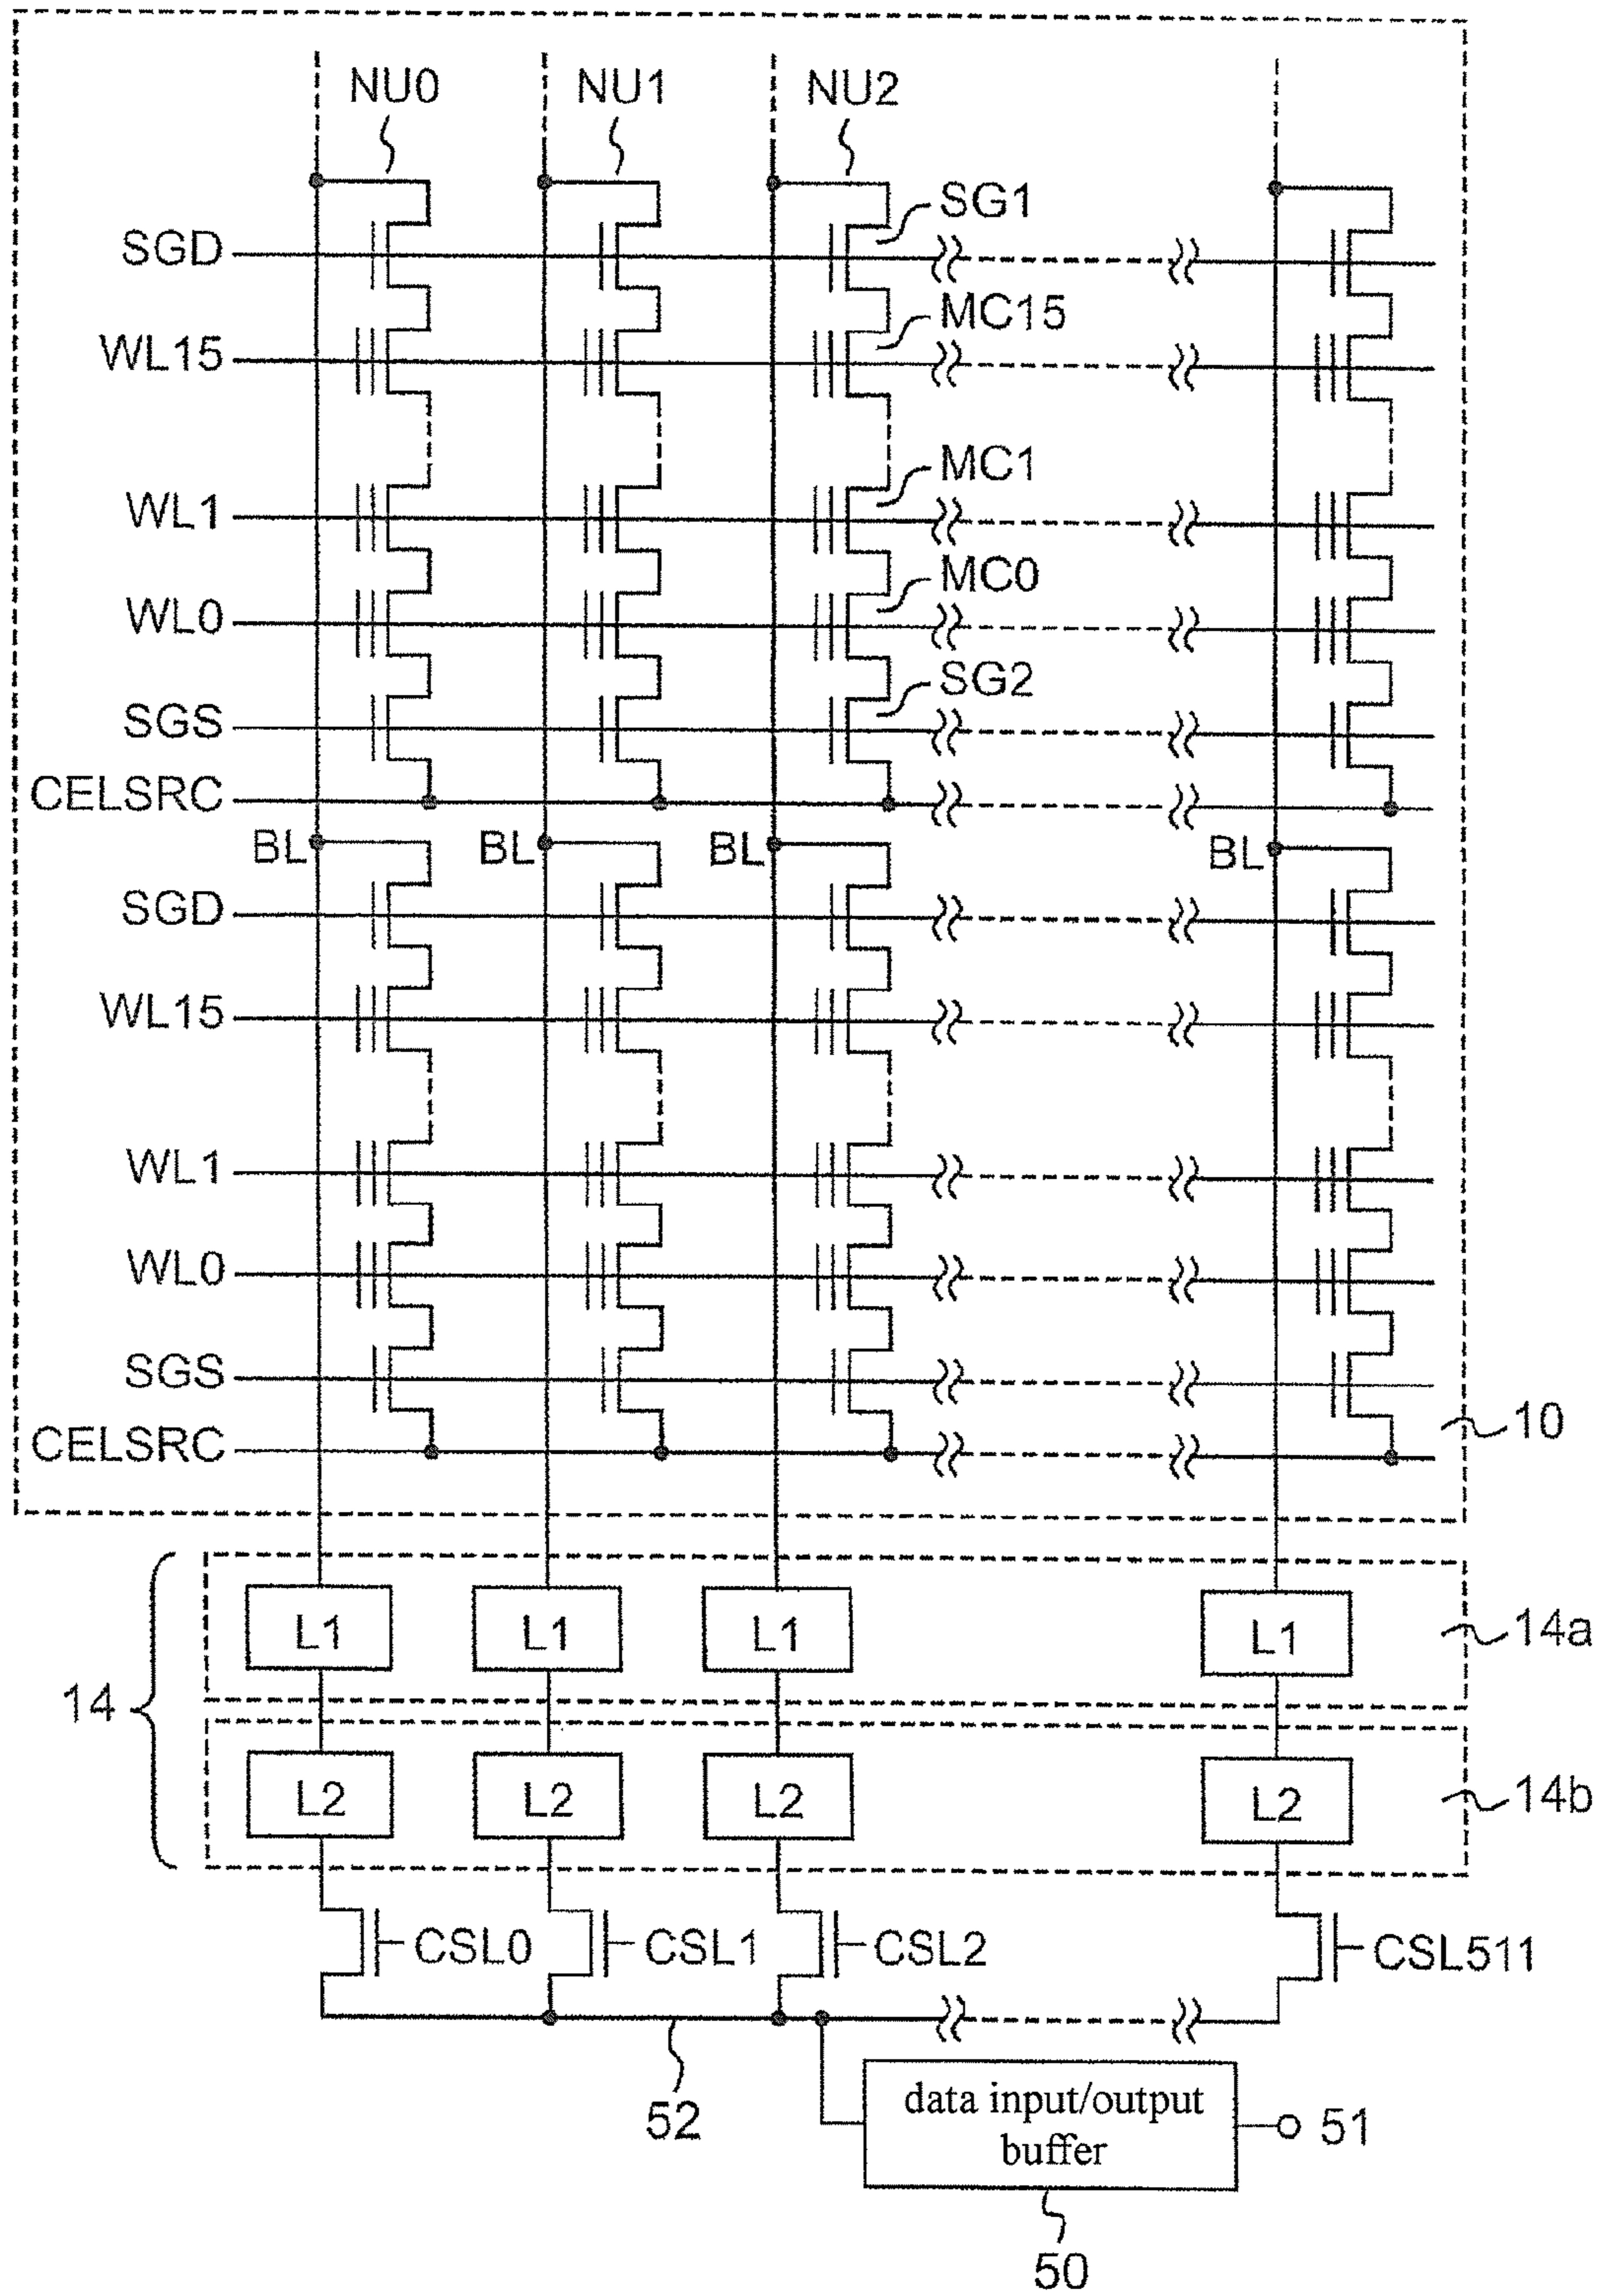 NU0 NU1 NU2
SG1
SGD
MC15
WL15
MC1
WL1
MC0
WL0
SG2
SGS
CELSRC
BL BL BL BL
SGD
WL15
WL1
WL0
SGS
10
CELSRC
L1 L1 L1 L1 14a
14
L2 L2 L2 L2 14b
CSL0 CSL1 CSL2 CSL511
52
data input/output
buffer
51
50